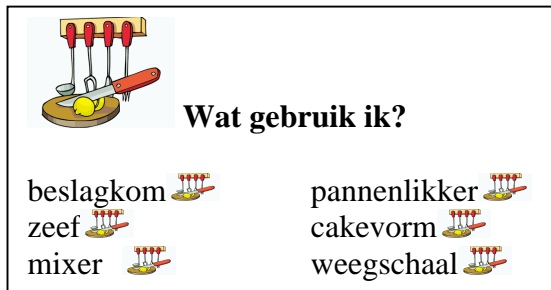 Wat gebruik ik?
beslagkom pannenlikker
zeef cakevorm
mixer weegschaal